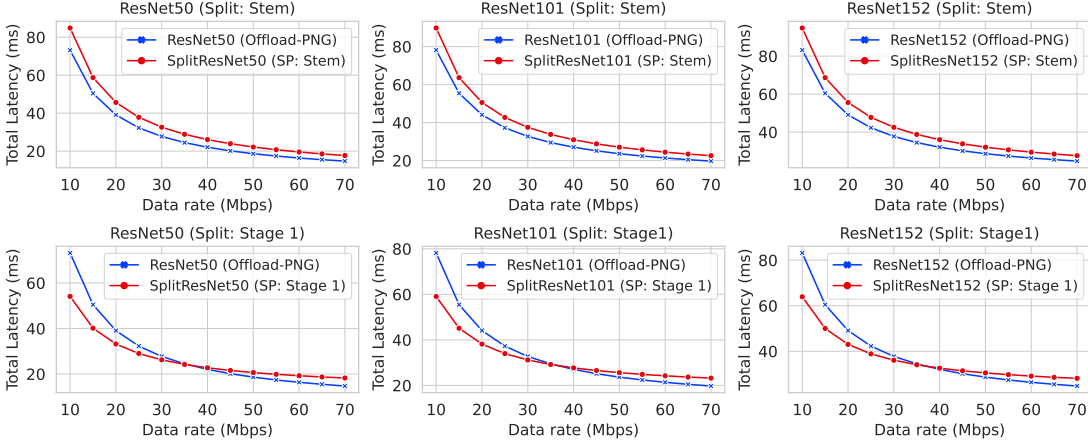 ResNet50 (Split: Stem)
Total Latency (ms)
80
60
40
20
ResNet50 (Offload-PNG)
SplitResNet50 (SP: Stem)
10 20 30 40 50 60 70
Data rate (Mbps)
ResNet101 (Split: Stem)
Total Latency (ms)
80
60
40
20
ResNet101 (Offload-PNG)
SplitResNet101 (SP: Stem)
10 20 30 40 50 60 70
Data rate (Mbps)
ResNet152 (Split: Stem)
Total Latency (ms)
80
60
40
ResNet152 (Offload-PNG)
SplitResNet152 (SP: Stem)
10 20 30 40 50 60 70
Data rate (Mbps)
ResNet50 (Split: Stage 1)
Total Latency (ms)
60
40
20
ResNet50 (Offload-PNG)
SplitResNet50 (SP: Stage 1)
10 20 30 40 50 60 70
Data rate (Mbps)
ResNet101 (Split: Stage1)
Total Latency (ms)
80
60
40
20
ResNet101 (Offload-PNG)
SplitResNet101 (SP: Stage 1)
10 20 30 40 50 60 70
Data rate (Mbps)
ResNet152 (Split: Stage1)
Total Latency (ms)
80
60
40
ResNet152 (Offload-PNG)
SplitResNet152 (SP: Stage 1)
10 20 30 40 50 60 70
Data rate (Mbps)